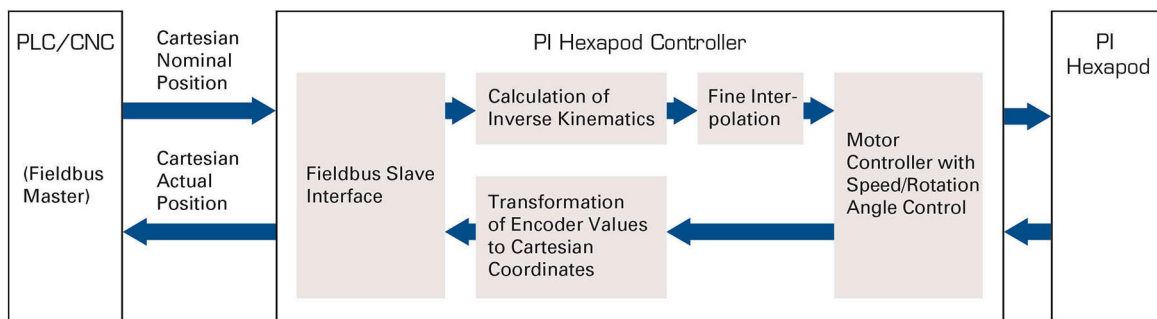 PLC/CNC
(Fieldbus
Master)
Cartesian
Nominal
Position
Cartesian
Actual
Position
PI Hexapod Controller
Fieldbus Slave
Interface
Calculation of
Inverse Kinematics
Fine Inter-
polation
Transformation
of Encoder Values
to Cartesian
Coordinates
Motor
Controller with
Speed/Rotation
Angle Control
PI
Hexapod